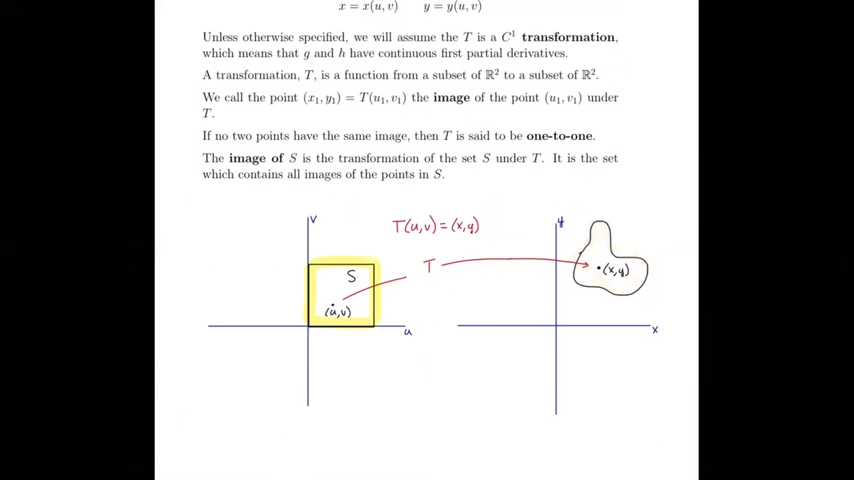 x = x(u, v) y = y(u, v)
Unless otherwise specified, we will assume the T is a C¹ transformation,
which means that g and h have continuous first partial derivatives.
A transformation, T, is a function from a subset of ℝ² to a subset of ℝ².
We call the point (x₁, y₁) = T(u₁, v₁) the image of the point (u₁, v₁) under
T.
If no two points have the same image, then T is said to be one-to-one.
The image of S is the transformation of the set S under T. It is the set
which contains all images of the points in S.
v
T(u,v) = (x,y)
y
S
T
(x,y)
(u,v)
u
x